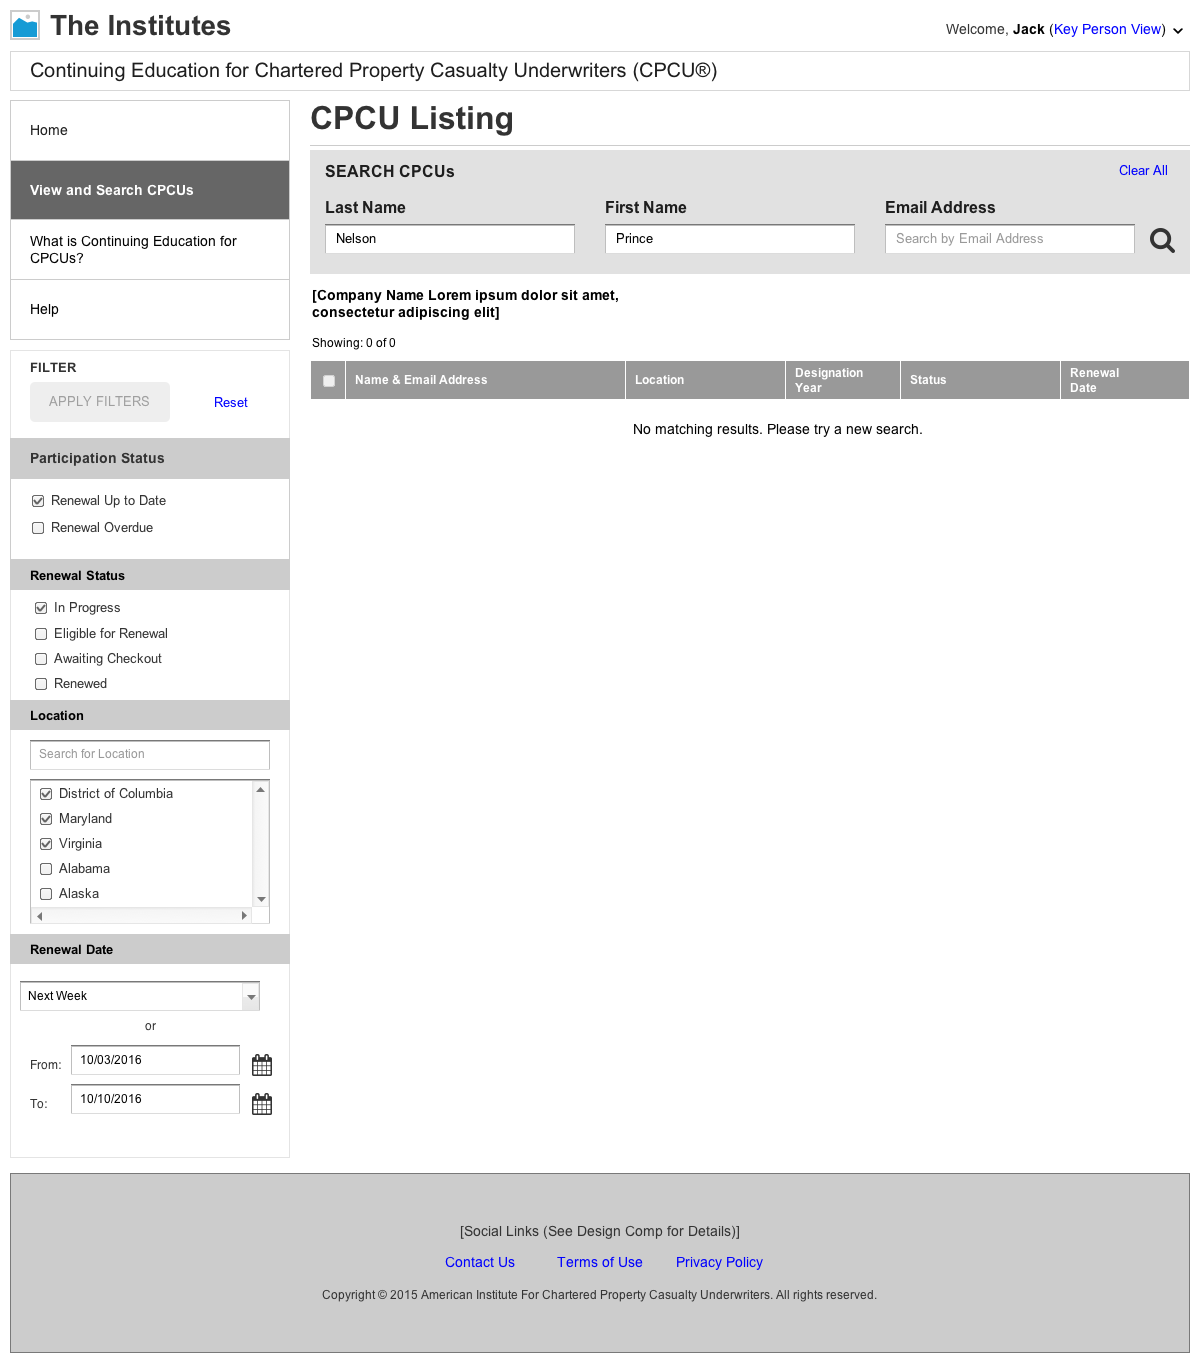 The Institutes
Welcome, Jack (Key Person View)
Continuing Education for Chartered Property Casualty Underwriters (CPCU®)
Home
View and Search CPCUs
What is Continuing Education for
CPCUs?
Help
FILTER
APPLY FILTERS
Reset
Participation Status
Renewal Up to Date
Renewal Overdue
Renewal Status
In Progress
Eligible for Renewal
Awaiting Checkout
Renewed
Location
Search for Location
District of Columbia
Maryland
Virginia
Alabama
Alaska
Renewal Date
Next Week
or
From: 10/03/2016
To: 10/10/2016
CPCU Listing
SEARCH CPCUs
Clear All
Last Name
First Name
Email Address
Nelson
Prince
Search by Email Address
[Company Name Lorem ipsum dolor sit amet,
consectetur adipiscing elit]
Showing: 0 of 0
Name & Email Address
Location
Designation
Year
Status
Renewal
Date
No matching results. Please try a new search.
[Social Links (See Design Comp for Details)]
Contact Us Terms of Use Privacy Policy
Copyright © 2015 American Institute For Chartered Property Casualty Underwriters. All rights reserved.